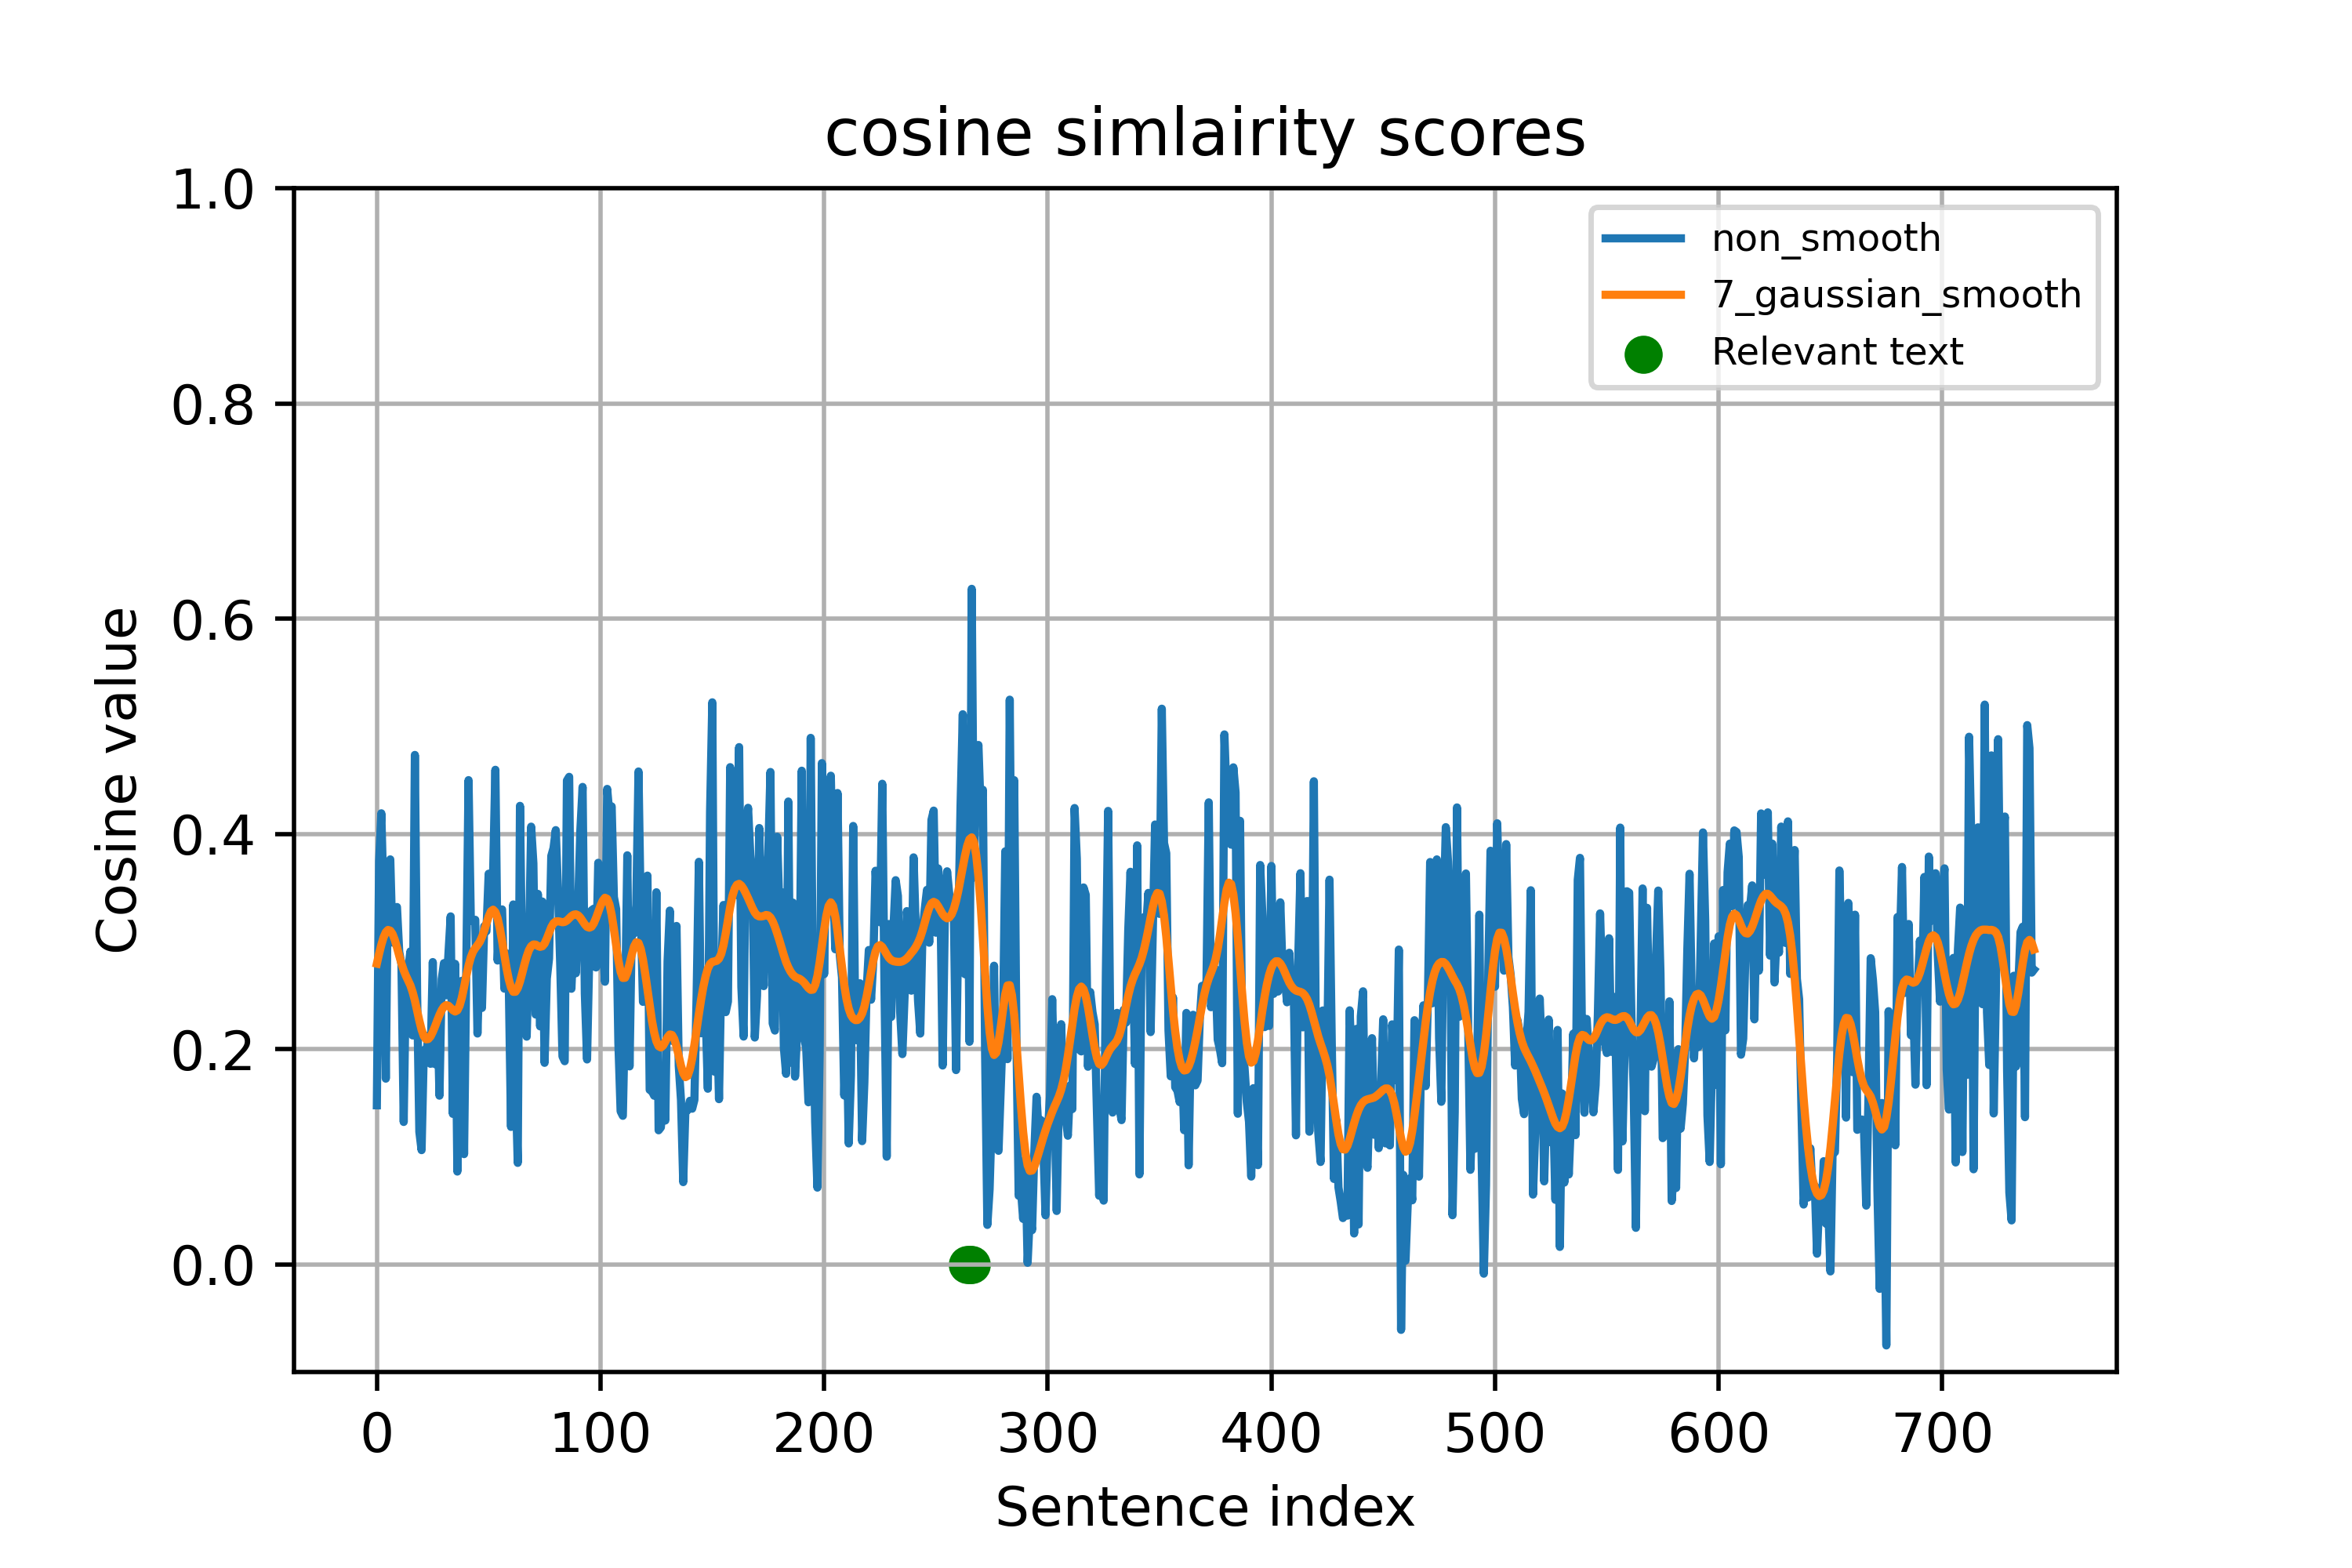 cosine simlairity scores
1.0
0.8
0.6
0.4
0.2
0.0
Cosine value
non_smooth
7_gaussian_smooth
Relevant text
0 100 200 300 400 500 600 700
Sentence index